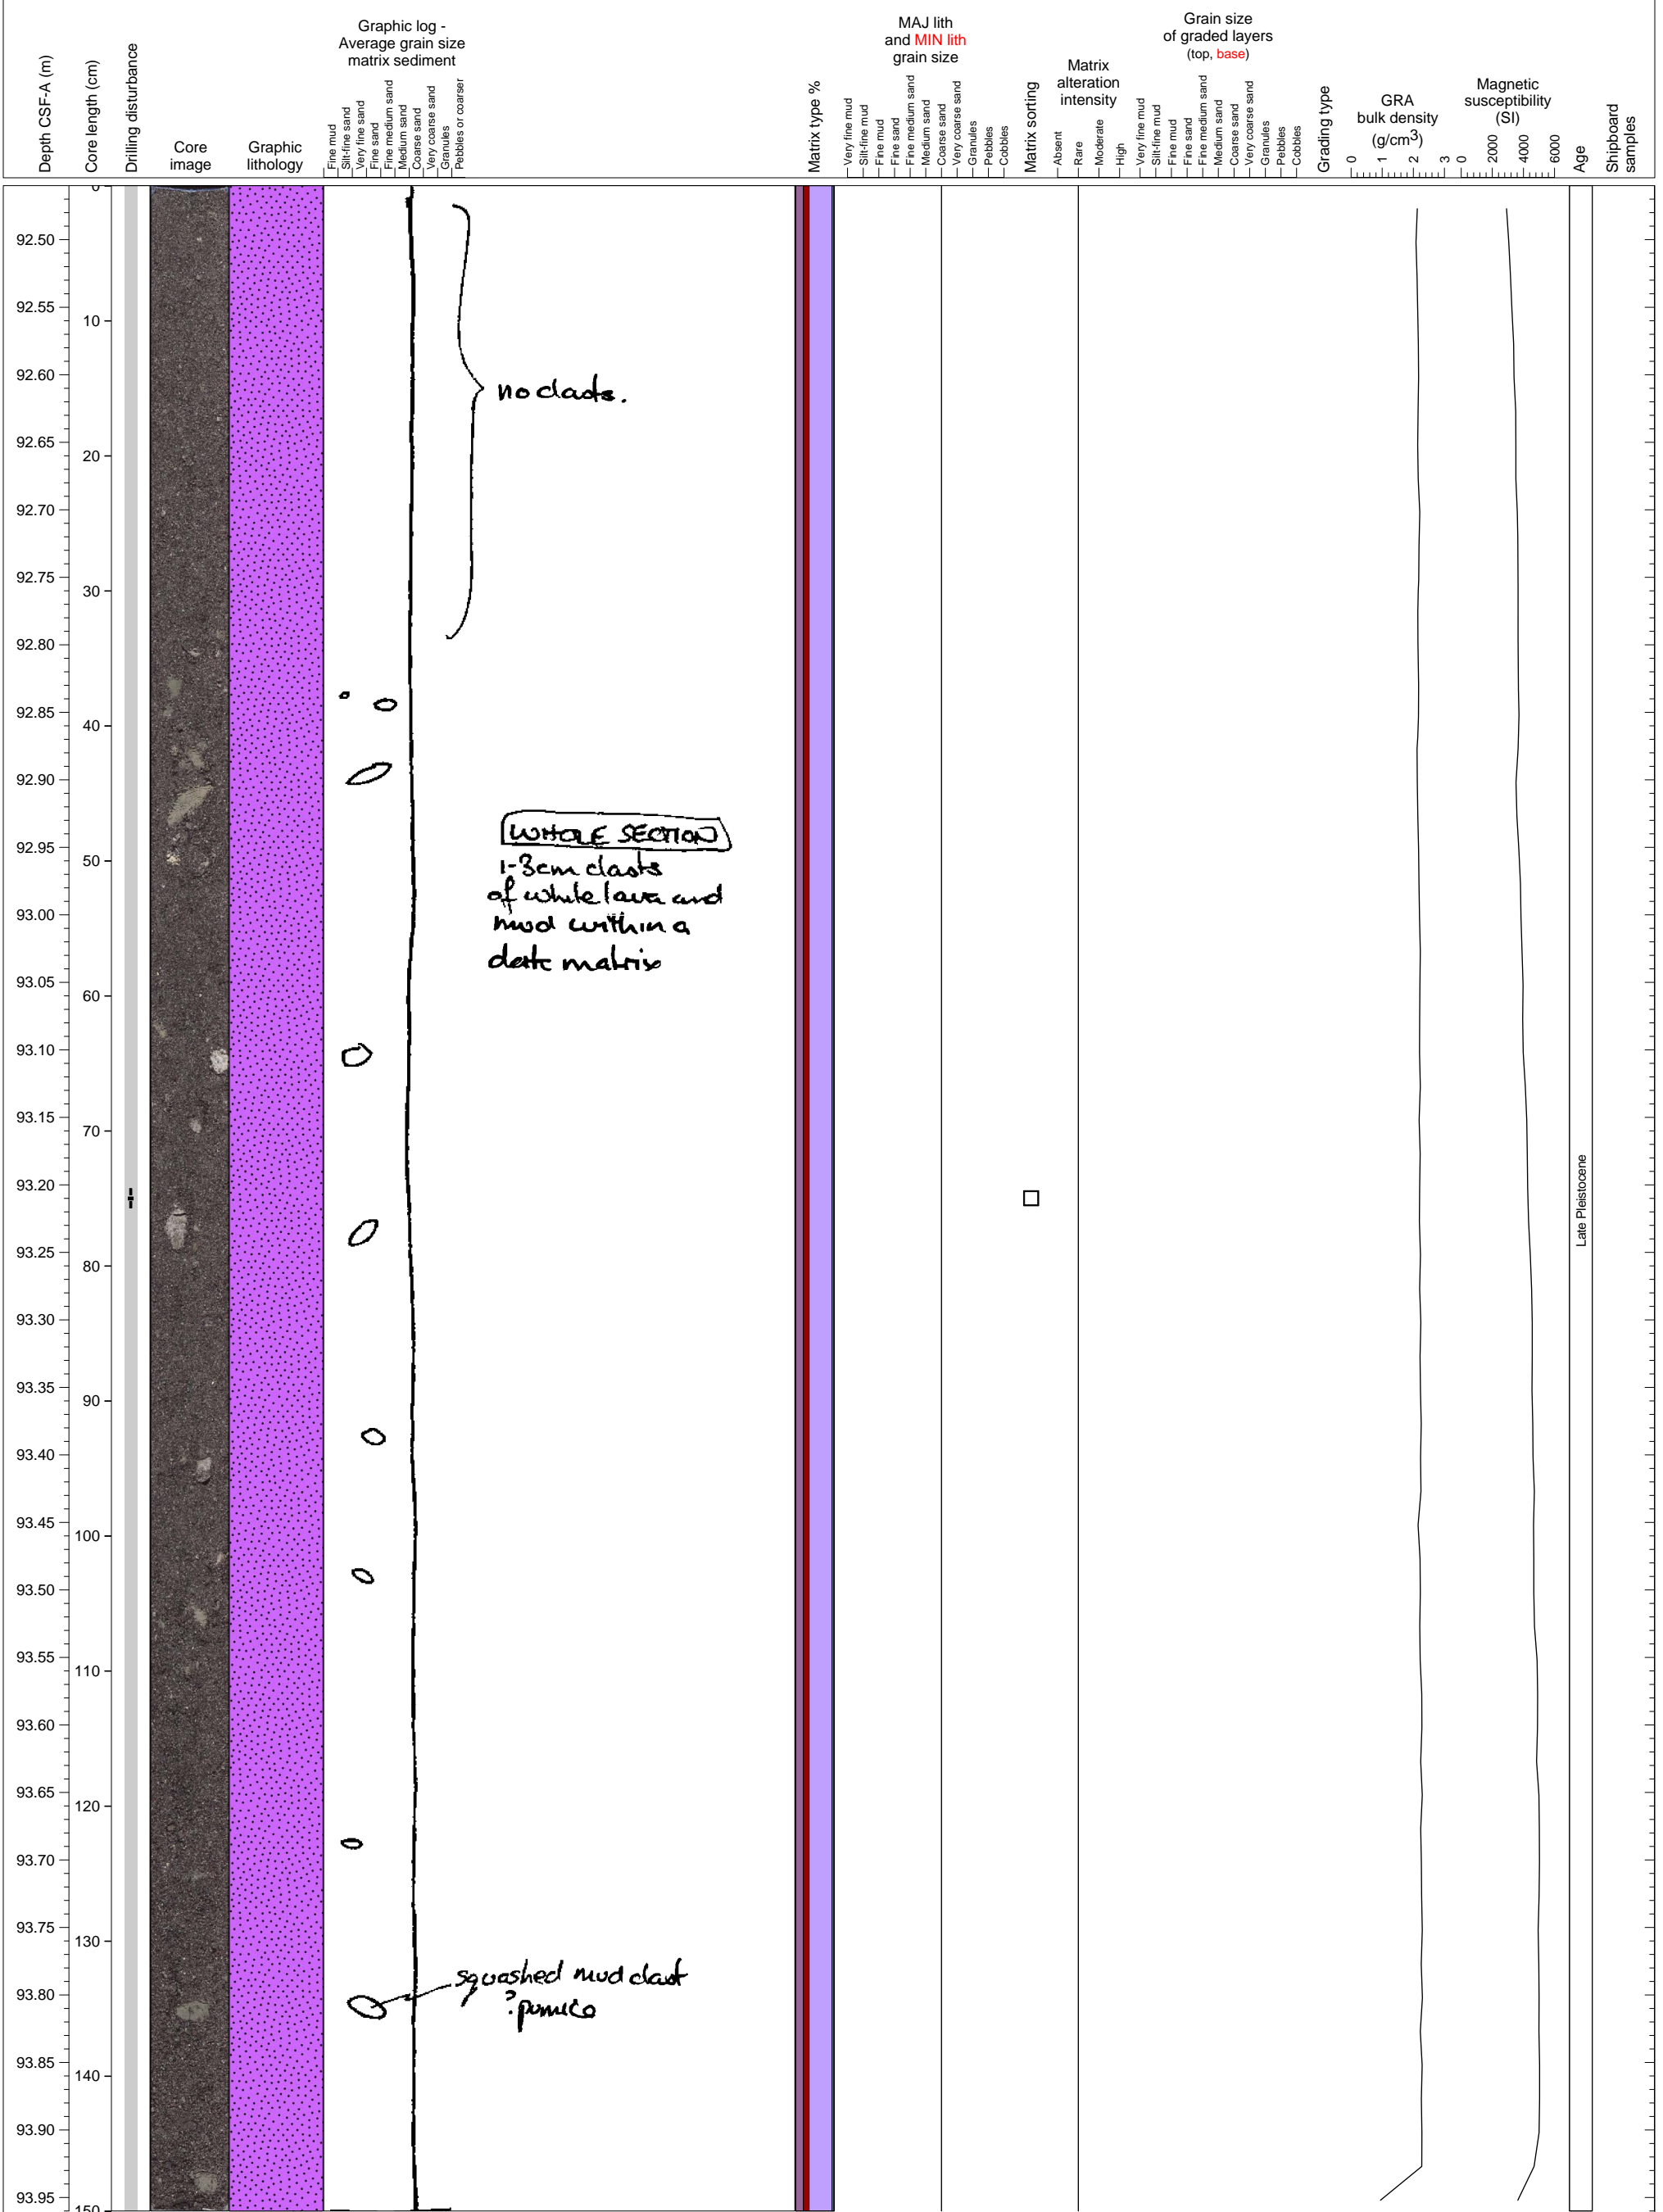 Depth CSF-A (m)
Core length (cm)
Drilling disturbance
Core
image
Graphic
lithology
Graphic log -
Average grain size
matrix sediment
Fine mud
Silt-fine sand
Very fine sand
Fine sand
Fine medium sand
Medium sand
Coarse sand
Very coarse sand
Granules
Pebbles or coarser
Matrix type %
MAJ lith
and MIN lith
grain size
Very fine mud
Silt-fine mud
Fine mud
Fine sand
Fine medium sand
Medium sand
Coarse sand
Very coarse sand
Granules
Pebbles
Cobbles
Matrix sorting
Matrix
alteration
intensity
Absent
Rare
Moderate
High
Grain size
of graded layers
(top, base)
Very fine mud
Silt-fine mud
Fine mud
Fine sand
Fine medium sand
Medium sand
Coarse sand
Very coarse sand
Granules
Pebbles
Cobbles
Grading type
GRA
bulk density
(g/cm3)
0 1 2 3
Magnetic
susceptibility
(SI)
0 2000 4000 6000
Age
Shipboard
samples
0
92.50
92.55
10
92.60
no clasts.
92.65
20
92.70
92.75
30
92.80
92.85
40
92.90
WHOLE SECTION
92.95
50
1-3cm clasts
of white lava and
93.00
mud within a
dark matrix
93.05
60
93.10
93.15
70
93.20
Late Pleistocene
93.25
80
93.30
93.35
90
93.40
93.45
100
93.50
93.55
110
93.60
93.65
120
93.70
93.75
130
squashed mud clast
93.80
?pumice
93.85
140
93.90
93.95
150